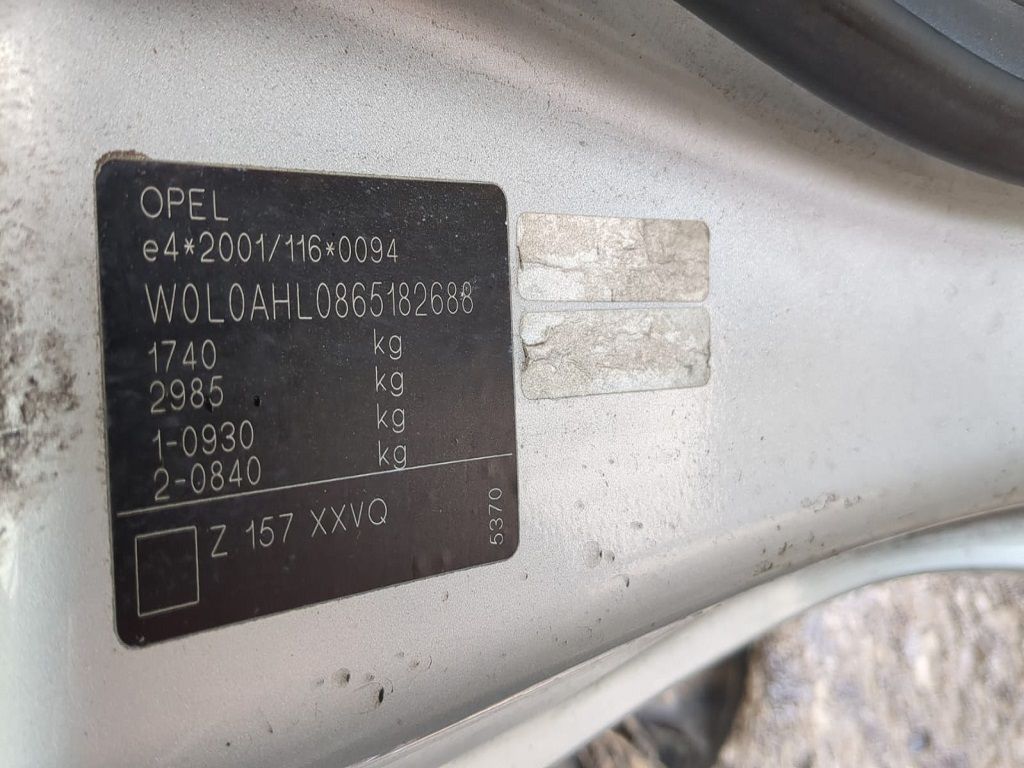 OPEL
e4*2001/116*0094
W0L0AHL0865182688
1740 kg
2985 kg
1-0930 kg
2-0840 kg
Z 157 XXVQ
5370